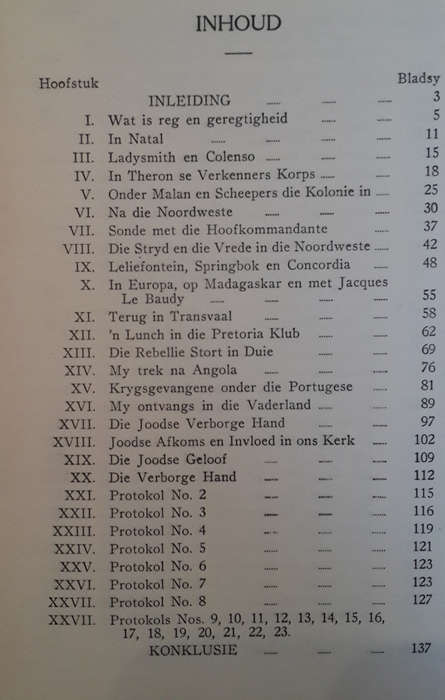 INHOUD
Hoofstuk Bladsy
INLEIDING 3
I. Wat is reg en geregtigheid 5
II. In Natal 11
III. Ladysmith en Colenso 15
IV. In Theron se Verkenners Korps 18
V. Onder Malan en Scheepers die Kolonie in 25
VI. Na die Noordweste 30
VII. Sonde met die Hoofkommandante 37
VIII. Die Stryd en die Vrede in die Noordweste 42
IX. Leliefontein, Springbok en Concordia 48
X. In Europa, op Madagaskar en met Jacques
Le Baudy 55
XI. Terug in Transvaal 58
XII. 'n Lunch in die Pretoria Klub 62
XIII. Die Rebellie Stort in Duie 69
XIV. My trek na Angola 76
XV. Krygsgevangene onder die Portugese 81
XVI. My ontvangs in die Vaderland 89
XVII. Die Joodse Verborge Hand 97
XVIII. Joodse Afkoms en Invloed in ons Kerk 102
XIX. Die Joodse Geloof 109
XX. Die Verborge Hand 112
XXI. Protokol No. 2 115
XXII. Protokol No. 3 116
XXIII. Protokol No. 4 119
XXIV. Protokol No. 5 121
XXV. Protokol No. 6 123
XXVI. Protokol No. 7 123
XXVII. Protokol No. 8 127
XXVII. Protokols Nos. 9, 10, 11, 12, 13, 14, 15, 16,
17, 18, 19, 20, 21, 22, 23.
KONKLUSIE 137